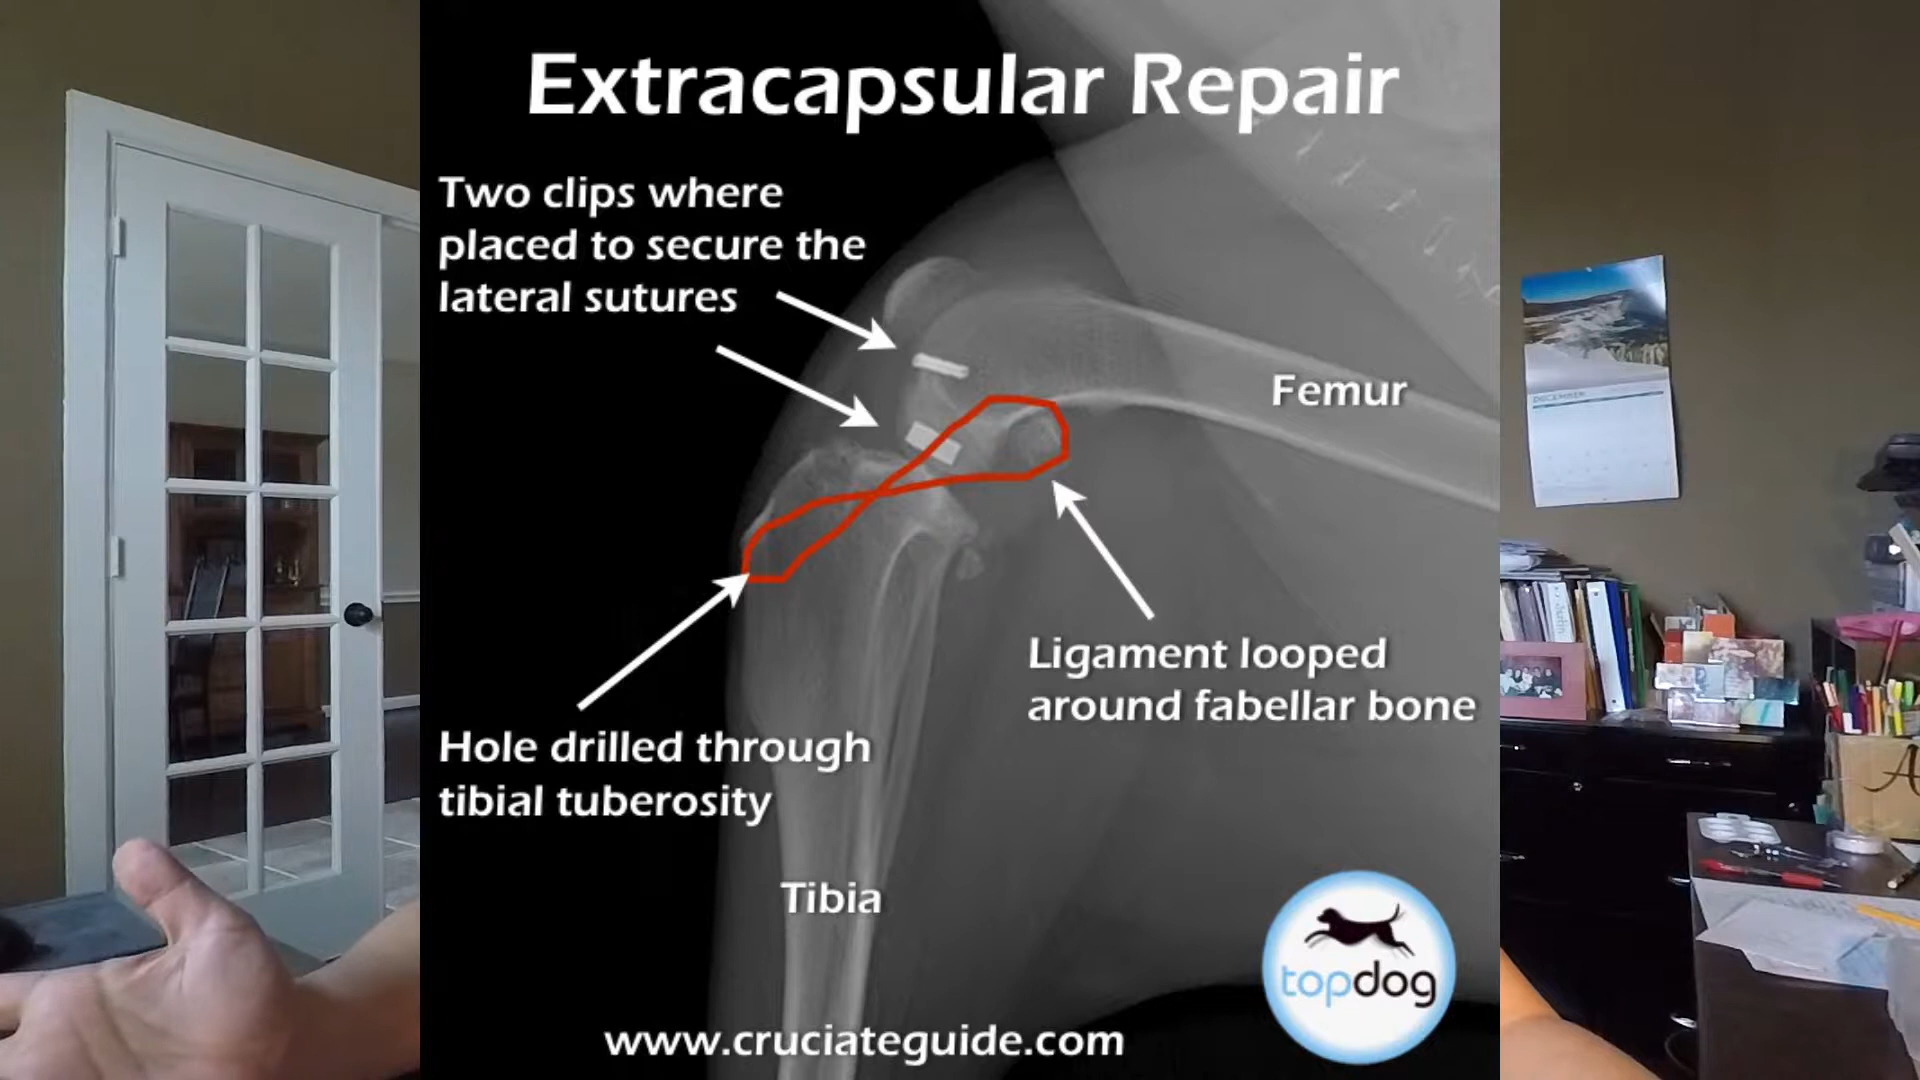 Extracapsular Repair
Two clips where
placed to secure the
lateral sutures
Femur
Ligament looped
around fabellar bone
Hole drilled through
tibial tuberosity
Tibia
topdog
www.cruciateguide.com
DECEMBER
A